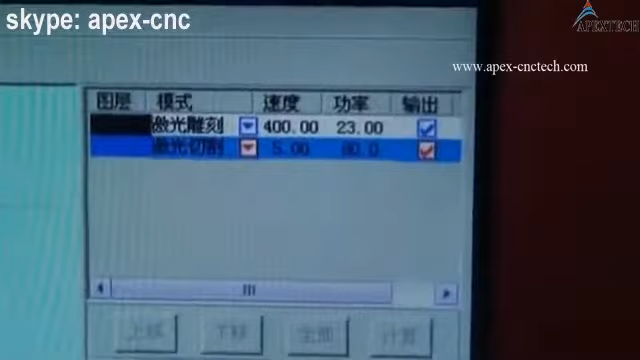 skype: apex-cnc
APEXTECH
www.apex-cnctech.com
图层 模式 速度 功率 输出
激光雕刻 400.00 23.00
激光切割 5.00 80.0
上移 下移 全部 计算